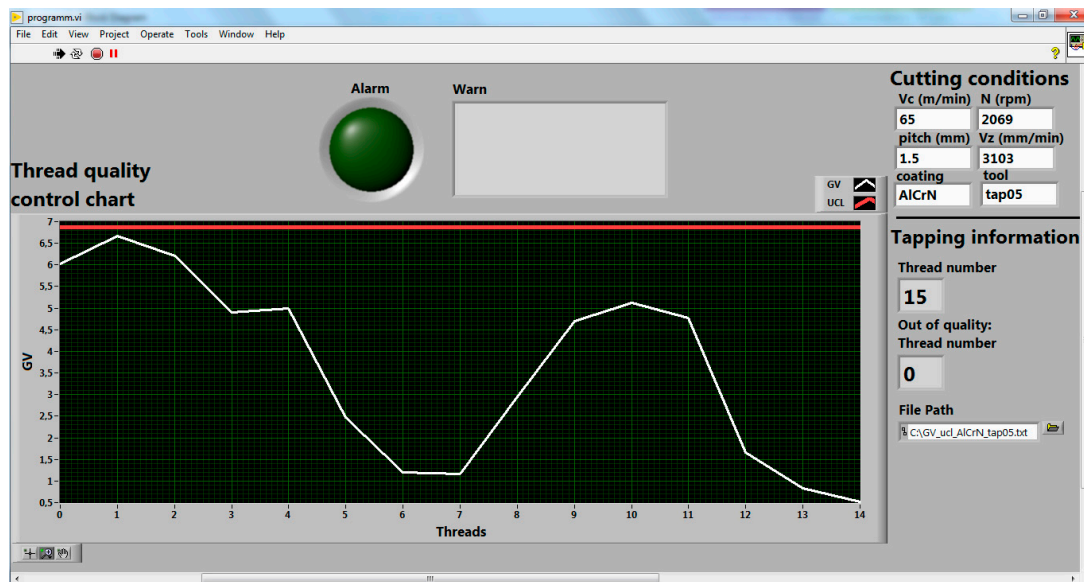 programm.vi
File Edit View Project Operate Tools Window Help
Alarm
Warn
Thread quality
control chart
GV
UCL
7
6,5
6
5,5
5
4,5
4
3,5
3
2,5
2
1,5
1
0,5
GV
0 1 2 3 4 5 6 7 8 9 10 11 12 13 14
Threads
Cutting conditions
Vc (m/min) N (rpm)
65 2069
pitch (mm) Vz (mm/min)
1.5 3103
coating tool
AlCrN tap05
Tapping information
Thread number
15
Out of quality:
Thread number
0
File Path
C:\GV_ucl_AlCrN_tap05.txt